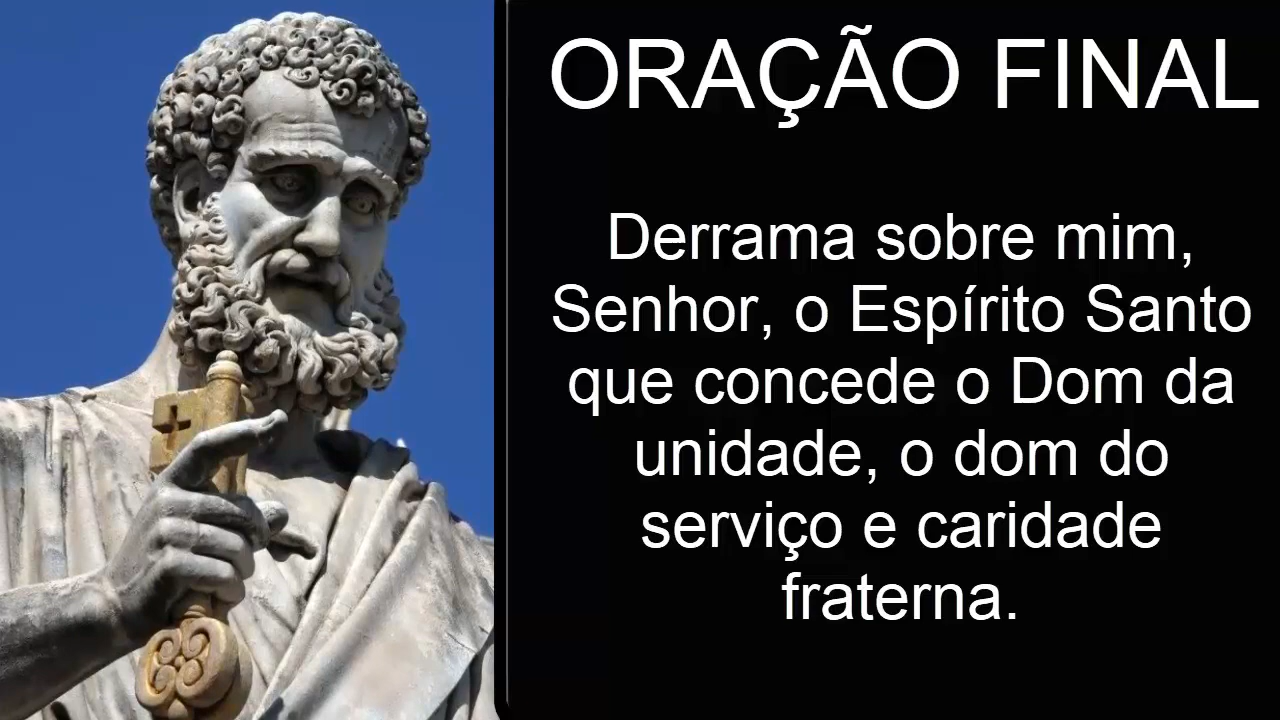 ORAÇÃO FINAL
Derrama sobre mim,
Senhor, o Espírito Santo
que concede o Dom da
unidade, o dom do
serviço e caridade
fraterna.